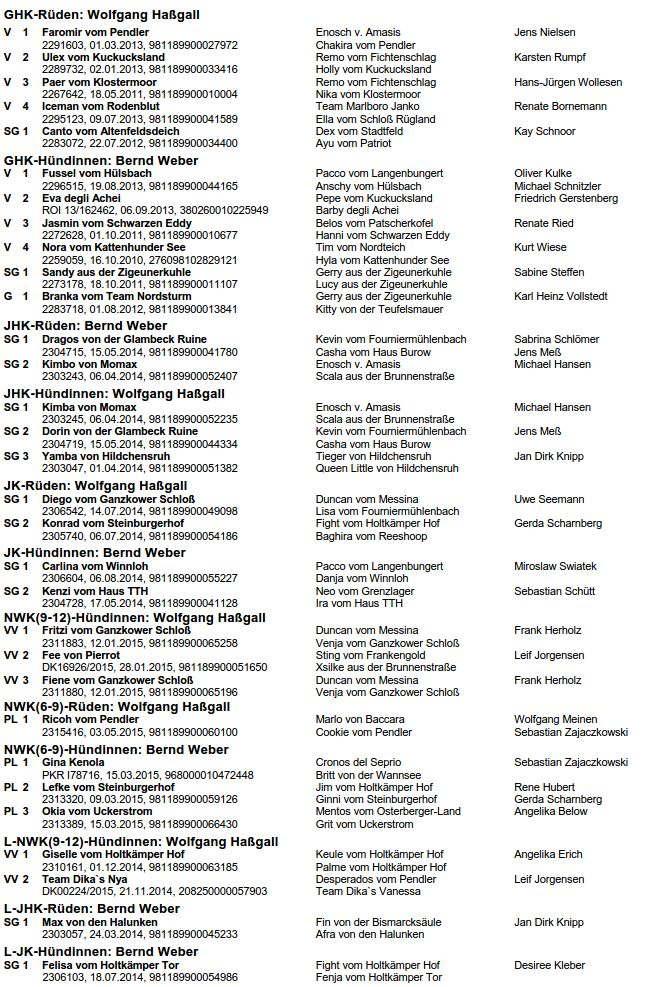 GHK-Rüden: Wolfgang Haßgall
V 1 Faromir vom Pendler Enosch v. Amasis Jens Nielsen
2291603, 01.03.2013, 981189900027972 Chakira vom Pendler
V 2 Ulex vom Kuckucksland Remo vom Fichtenschlag Karsten Rumpf
2289732, 02.01.2013, 981189900033416 Holly vom Kuckucksland
V 3 Paer vom Klostermoor Remo vom Fichtenschlag Hans-Jürgen Wollesen
2267642, 18.05.2011, 981189900010004 Nika vom Klostermoor
V 4 Iceman vom Rodenblut Team Marlboro Janko Renate Bornemann
2295123, 09.07.2013, 981189900041589 Ella vom Schloß Rügland
SG 1 Canto vom Altenfeldsdeich Dex vom Stadtfeld Kay Schnoor
2283072, 22.07.2012, 981189900034400 Ayu vom Patriot
GHK-Hündinnen: Bernd Weber
V 1 Fussel vom Hülsbach Pacco vom Langenbungert Oliver Kulke
2296515, 19.08.2013, 981189900044165 Anschy vom Hülsbach Michael Schnitzler
V 2 Eva degli Achei Pepe vom Kuckucksland Friedrich Gerstenberg
ROI 13/162462, 06.09.2013, 380260010225949 Barby degli Achei
V 3 Jasmin vom Schwarzen Eddy Belos vom Patscherkofel Renate Ried
2272628, 01.10.2011, 981189900010677 Hanni vom Schwarzen Eddy
V 4 Nora vom Kattenhunder See Tim vom Nordteich Kurt Wiese
2259059, 16.10.2010, 276098102829121 Hyla vom Kattenhunder See
SG 1 Sandy aus der Zigeunerkuhle Gerry aus der Zigeunerkuhle Sabine Steffen
2273178, 18.10.2011, 981189900011107 Lucy aus der Zigeunerkuhle
G 1 Branka vom Team Nordsturm Gerry aus der Zigeunerkuhle Karl Heinz Vollstedt
2283718, 01.08.2012, 981189900013841 Kitty von der Teufelsmauer
JHK-Rüden: Bernd Weber
SG 1 Dragos von der Glambeck Ruine Kevin vom Fourniermühlenbach Sabrina Schlömer
2304715, 15.05.2014, 981189900041780 Casha vom Haus Burow Jens Meß
SG 2 Kimbo von Momax Enosch v. Amasis Michael Hansen
2303243, 06.04.2014, 981189900052407 Scala aus der Brunnenstraße
JHK-Hündinnen: Wolfgang Haßgall
SG 1 Kimba von Momax Enosch v. Amasis Michael Hansen
2303245, 06.04.2014, 981189900052235 Scala aus der Brunnenstraße
SG 2 Dorin von der Glambeck Ruine Kevin vom Fourniermühlenbach Jens Meß
2304719, 15.05.2014, 981189900044334 Casha vom Haus Burow
SG 3 Yamba von Hildchensruh Tieger von Hildchensruh Jan Dirk Knipp
2303047, 01.04.2014, 981189900051382 Queen Little von Hildchensruh
JK-Rüden: Wolfgang Haßgall
SG 1 Diego vom Ganzkower Schloß Duncan vom Messina Uwe Seemann
2306542, 14.07.2014, 981189900049098 Lisa vom Fourniermühlenbach
SG 2 Konrad vom Steinburgerhof Fight vom Holtkämper Hof Gerda Scharnberg
2305740, 06.07.2014, 981189900054186 Baghira vom Reeshoop
JK-Hündinnen: Bernd Weber
SG 1 Carlina vom Winnloh Pacco vom Langenbungert Miroslaw Swiatek
2306604, 06.08.2014, 981189900055227 Danja vom Winnloh
SG 2 Kenzi vom Haus TTH Neo vom Grenzlager Sebastian Schütt
2304728, 17.05.2014, 981189900041128 Ira vom Haus TTH
NWK(9-12)-Hündinnen: Wolfgang Haßgall
VV 1 Fritzi vom Ganzkower Schloß Duncan vom Messina Frank Herholz
2311883, 12.01.2015, 981189900065258 Venja vom Ganzkower Schloß
VV 2 Fee von Pierrot Sting vom Frankengold Leif Jorgensen
DK16926/2015, 28.01.2015, 981189900051650 Xsilke aus der Brunnenstraße
VV 3 Fiene vom Ganzkower Schloß Duncan vom Messina Frank Herholz
2311880, 12.01.2015, 981189900065196 Venja vom Ganzkower Schloß
NWK(6-9)-Rüden: Wolfgang Haßgall
PL 1 Ricoh vom Pendler Marlo von Baccara Wolfgang Meinen
2315416, 03.05.2015, 981189900060100 Cookie vom Pendler Sebastian Zajaczkowski
NWK(6-9)-Hündinnen: Bernd Weber
PL 1 Gina Kenola Cronos del Seprio Sebastian Zajaczkowski
PKR I78716, 15.03.2015, 968000010472448 Britt von der Wannsee
PL 2 Lefke vom Steinburgerhof Jim vom Holtkämper Hof Rene Hubert
2313320, 09.03.2015, 981189900059126 Ginni vom Steinburgerhof Gerda Scharnberg
PL 3 Okia vom Uckerstrom Mentos vom Osterberger-Land Angelika Below
2313389, 15.03.2015, 981189900066430 Grit vom Uckerstrom
L-NWK(9-12)-Hündinnen: Wolfgang Haßgall
VV 1 Giselle vom Holtkämper Hof Keule vom Holtkämper Hof Angelika Erich
2310161, 01.12.2014, 981189900063185 Palme vom Holtkämper Hof
VV 2 Team Dika`s Nya Desperados vom Pendler Leif Jorgensen
DK00224/2015, 21.11.2014, 208250000057903 Team Dika`s Vanessa
L-JHK-Rüden: Bernd Weber
SG 1 Max von den Halunken Fin von der Bismarcksäule Jan Dirk Knipp
2303057, 24.03.2014, 981189900045233 Afra von den Halunken
L-JK-Hündinnen: Bernd Weber
SG 1 Felisa vom Holtkämper Tor Fight vom Holtkämper Hof Desiree Kleber
2306103, 18.07.2014, 981189900054986 Fenja vom Holtkämper Tor